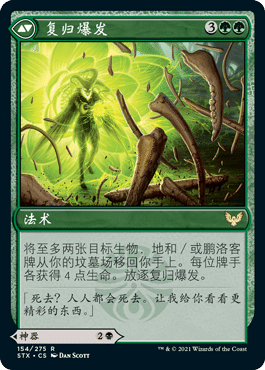 复归爆发
3
法术
将至多两张目标生物、地和／或鹏洛客
牌从你的坟墓场移回你手上。每位牌手
各获得 4 点生命。放逐复归爆发。
「死去？人人都会死去。让我给你看更
精彩的东西。」
神器 2
154/275 R
STX • CS DAN SCOTT
™ & © 2021 Wizards of the Coast